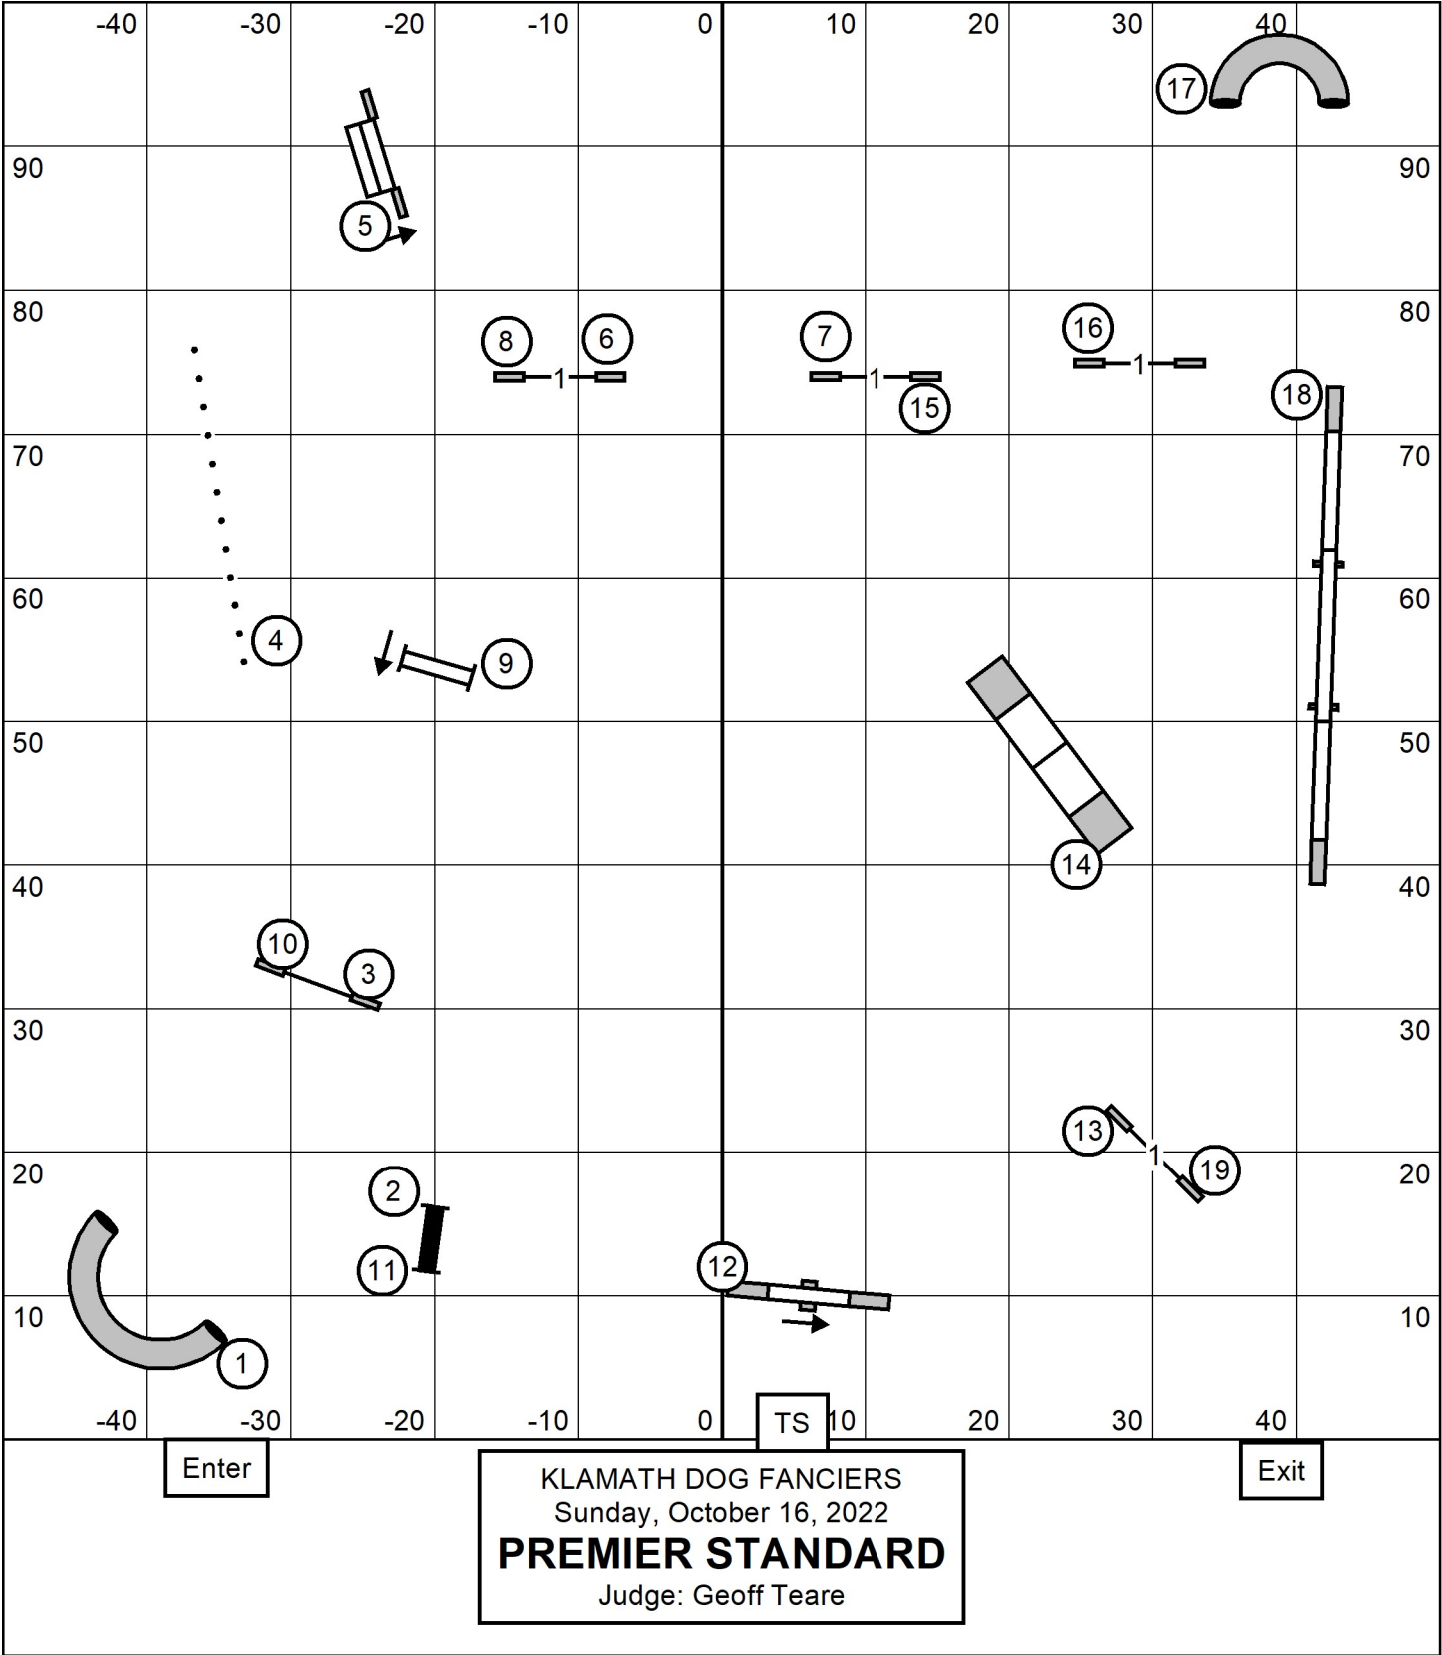 -40 -30 -20 -10 0 10 20 30 40
17
90 90
5
80 80
8 6 7 16
1 1 1
18
15
70 70
60 60
4
9
50 50
14
40 40
10
3
30 30
13
1
19
20 20
2
12
11
10 10
1
-40 -30 -20 -10 0 TS 10 20 30 40
Enter
Exit
KLAMATH DOG FANCIERS
Sunday, October 16, 2022
PREMIER STANDARD
Judge: Geoff Teare